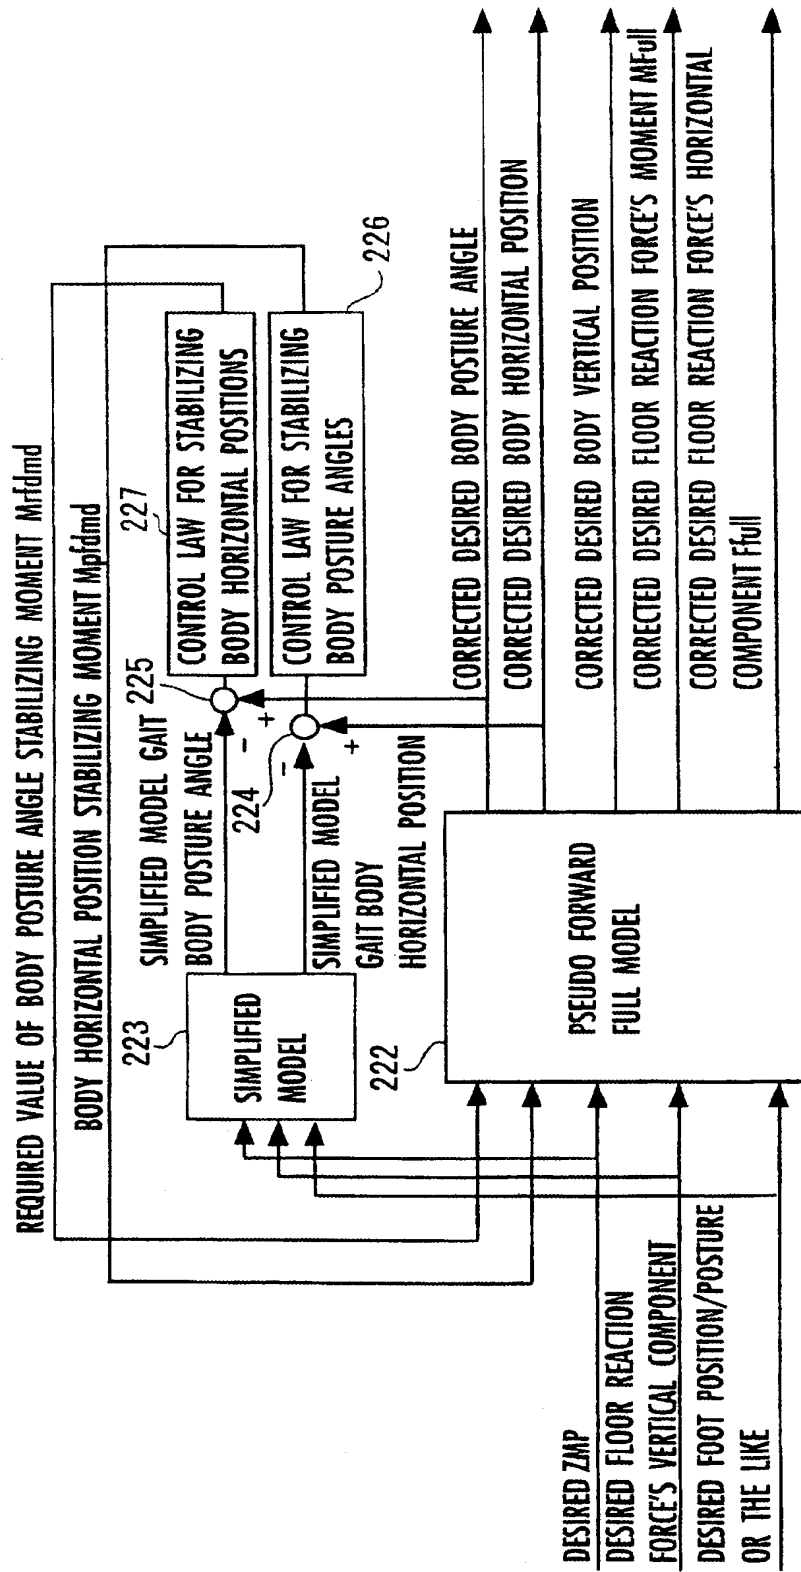 REQUIRED VALUE OF BODY POSTURE ANGLE STABILIZING MOMENT Mrfdmd
BODY HORIZONTAL POSITION STABILIZING MOMENT Mpfdmd
223
SIMPLIFIED
MODEL
SIMPLIFIED MODEL GAIT
BODY POSTURE ANGLE
225
-
+
227
CONTROL LAW FOR STABILIZING
BODY HORIZONTAL POSITIONS
SIMPLIFIED MODEL
GAIT BODY
HORIZONTAL POSITION
224
-
+
CONTROL LAW FOR STABILIZING
BODY POSTURE ANGLES
226
222
PSEUDO FORWARD
FULL MODEL
DESIRED ZMP
DESIRED FLOOR REACTION
FORCE'S VERTICAL COMPONENT
DESIRED FOOT POSITION/POSTURE
OR THE LIKE
CORRECTED DESIRED BODY POSTURE ANGLE
CORRECTED DESIRED BODY HORIZONTAL POSITION
CORRECTED DESIRED BODY VERTICAL POSITION
CORRECTED DESIRED FLOOR REACTION FORCE'S MOMENT MFull
CORRECTED DESIRED FLOOR REACTION FORCE'S HORIZONTAL
COMPONENT Ffull